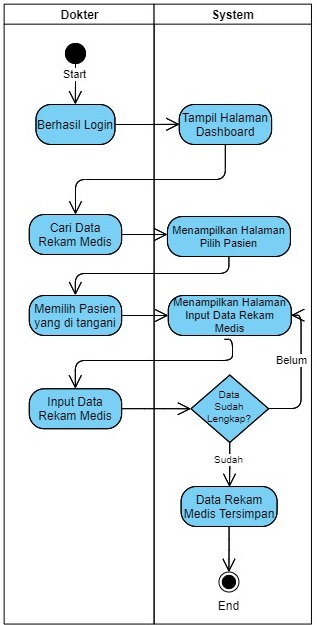 Dokter
System
Start
Berhasil Login
Tampil Halaman
Dashboard
Cari Data
Rekam Medis
Menampilkan Halaman
Pilih Pasien
Memilih Pasien
yang di tangani
Menampilkan Halaman
Input Data Rekam
Medis
Belum
Input Data
Rekam Medis
Data
Sudah
Lengkap?
Sudah
Data Rekam
Medis Tersimpan
End